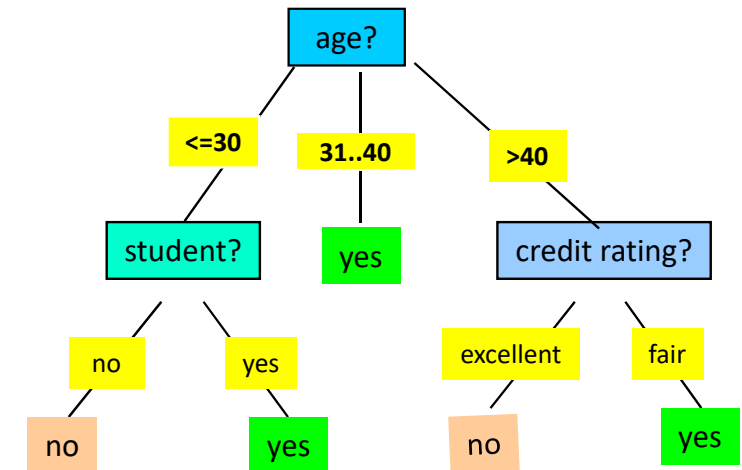 age?
<=30
31..40
>40
student?
yes
credit rating?
no
yes
excellent
fair
no
yes
no
yes